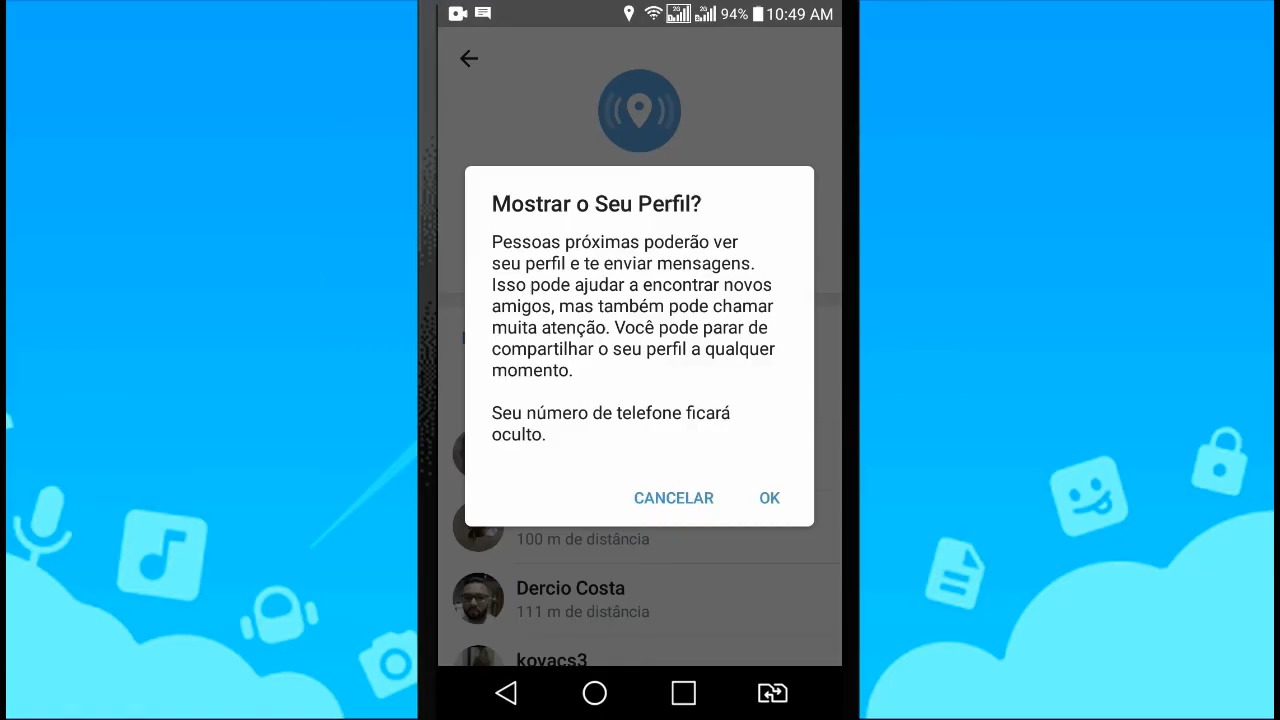 94% 10:49 AM
Mostrar o Seu Perfil?
Pessoas próximas poderão ver
seu perfil e te enviar mensagens.
Isso pode ajudar a encontrar novos
amigos, mas também pode chamar
muita atenção. Você pode parar de
compartilhar o seu perfil a qualquer
momento.
Seu número de telefone ficará
oculto.
CANCELAR OK
100 m de distância
Dercio Costa
111 m de distância
kovacs3